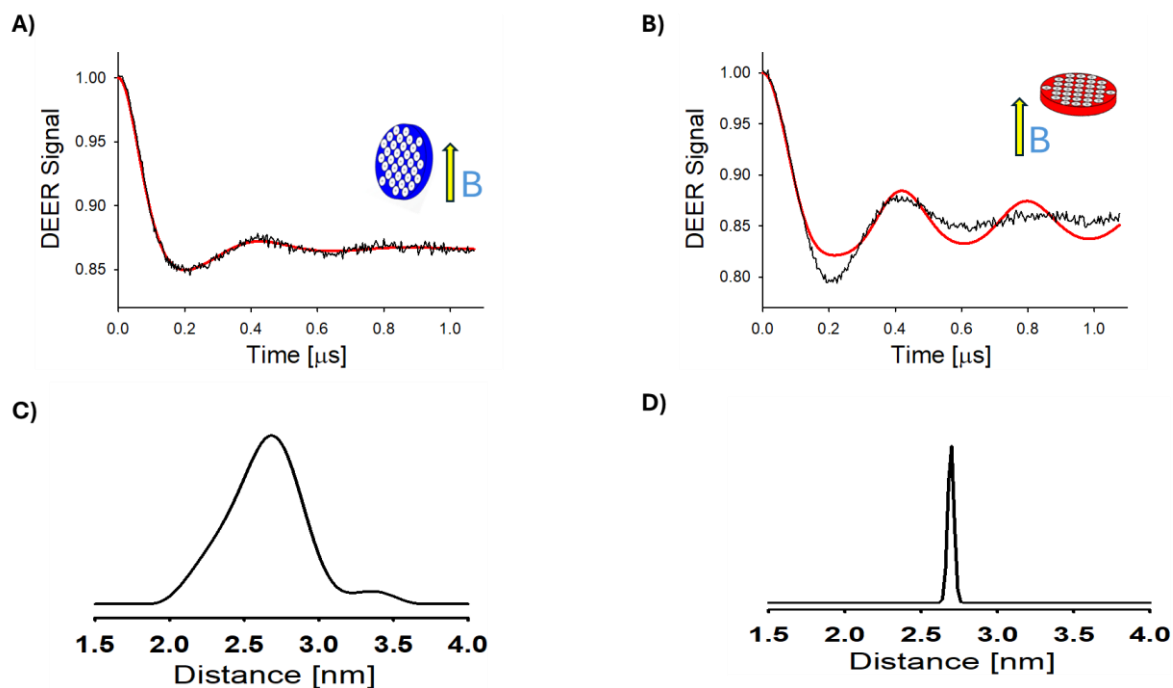 A)
DEER Signal
1.00
0.95
0.90
0.85
B
0.0 0.2 0.4 0.6 0.8 1.0
Time [μs]
B)
DEER Signal
1.00
0.95
0.90
0.85
0.80
B
0.0 0.2 0.4 0.6 0.8 1.0
Time [μs]
C)
1.5 2.0 2.5 3.0 3.5 4.0
Distance [nm]
D)
1.5 2.0 2.5 3.0 3.5 4.0
Distance [nm]